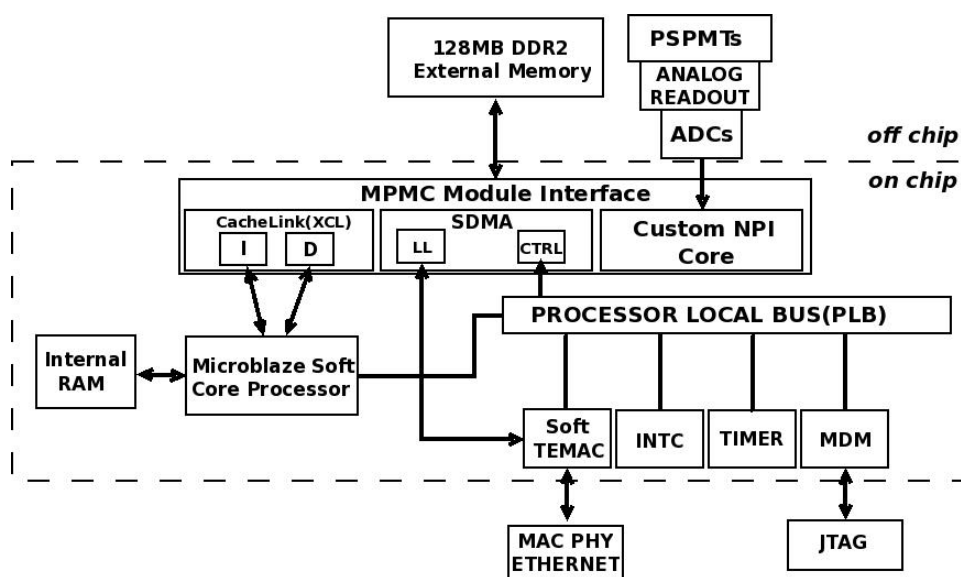 128MB DDR2
External Memory
PSPMTs
ANALOG
READOUT
ADCs
off chip
on chip
MPMC Module Interface
CacheLink(XCL)
I
D
SDMA
LL
CTRL
Custom NPI
Core
PROCESSOR LOCAL BUS(PLB)
Internal
RAM
Microblaze Soft
Core Processor
Soft
TEMAC
INTC
TIMER
MDM
MAC PHY
ETHERNET
JTAG